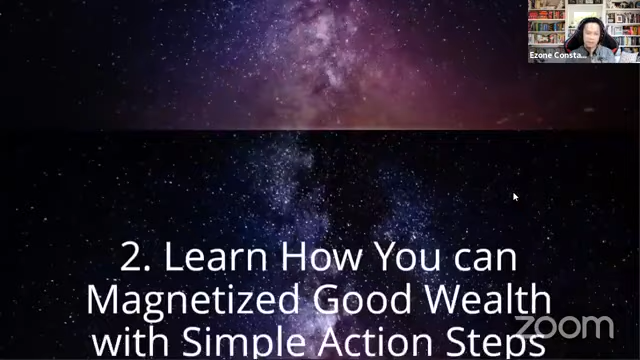 Ezone Consta...
2. Learn How You can
Magnetized Good Wealth
with Simple Action Steps
zoom